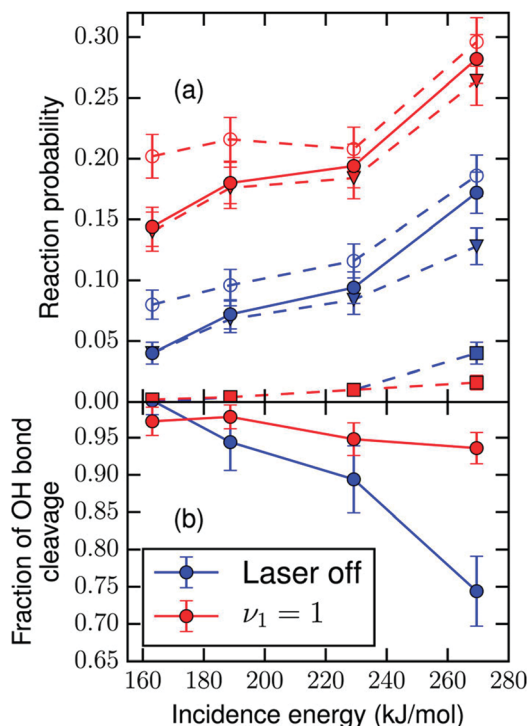 0.30
0.25
0.20
0.15
0.10
0.05
0.00
Reaction probability
(a)
0.95
0.90
0.85
0.80
0.75
0.70
0.65
Fraction of OH bond
cleavage
(b)
Laser off
ν₁ = 1
140 160 180 200 220 240 260 280
Incidence energy (kJ/mol)